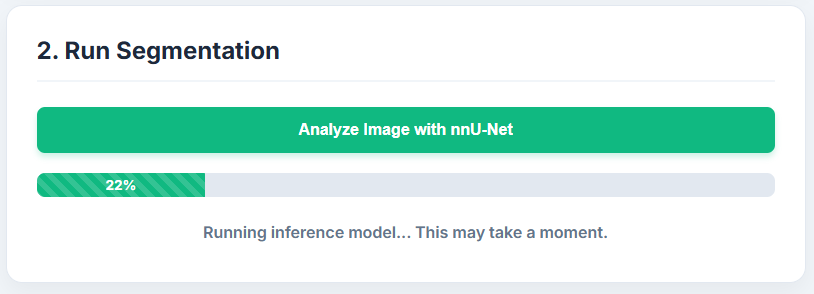 2. Run Segmentation
Analyze Image with nnU-Net
22%
Running inference model... This may take a moment.